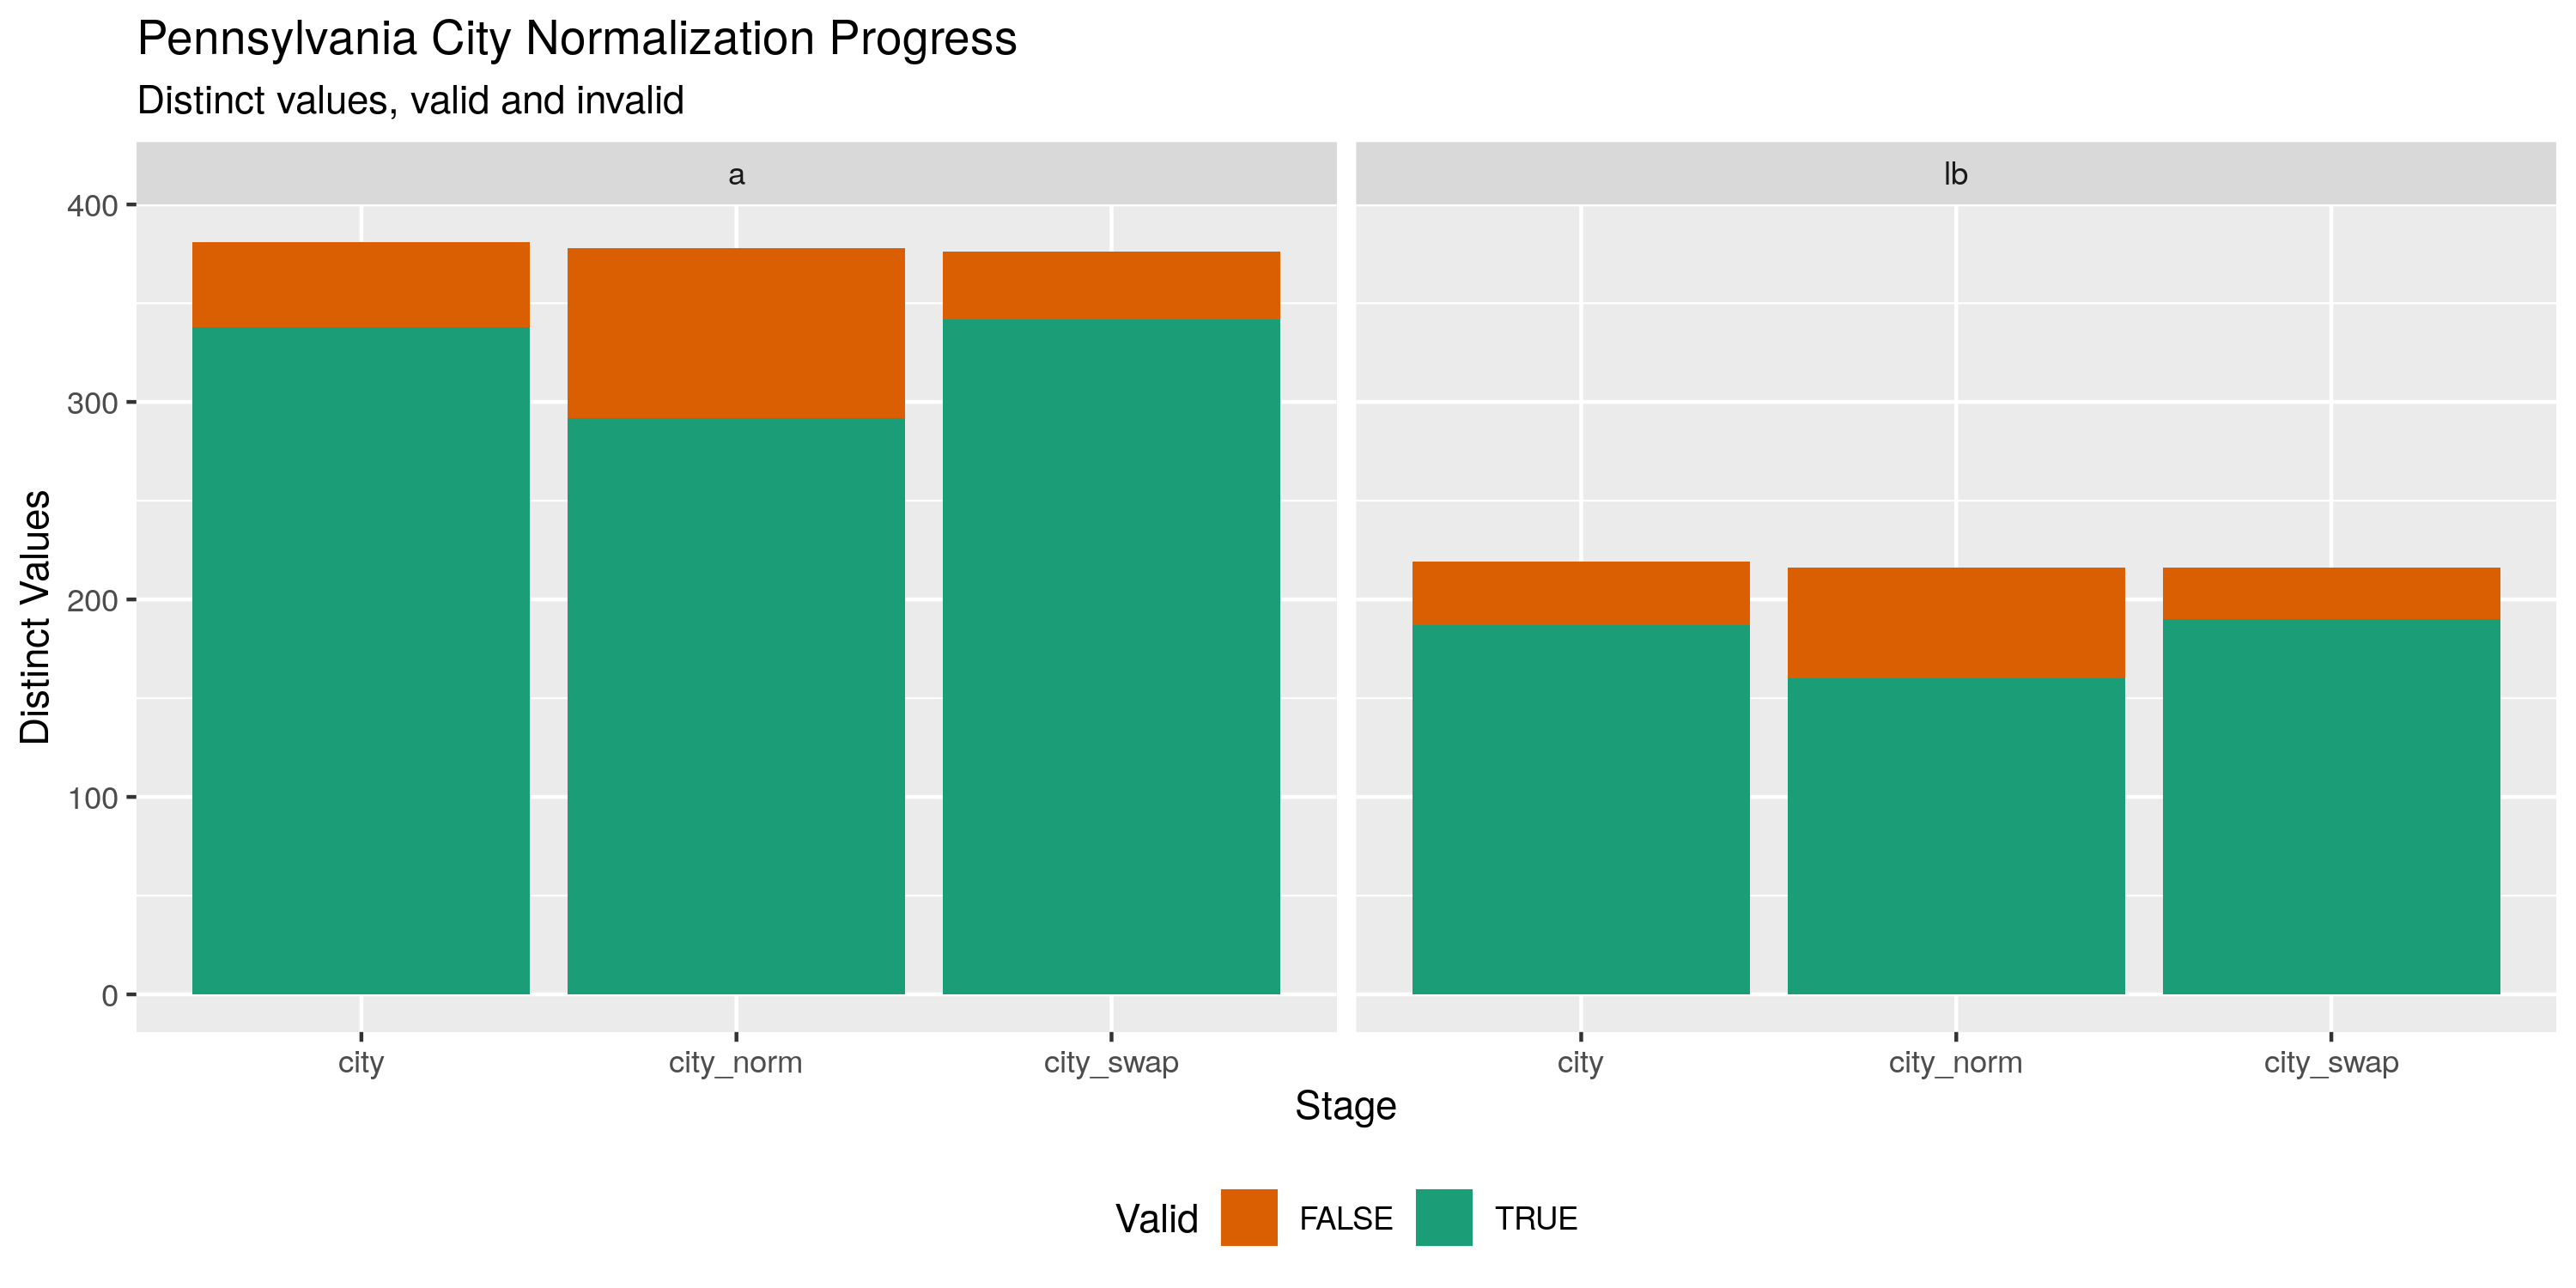 Pennsylvania City Normalization Progress
Distinct values, valid and invalid
a
lb
400
300
200
100
0
Distinct Values
city
city_norm
city_swap
city
city_norm
city_swap
Stage
Valid
FALSE
TRUE